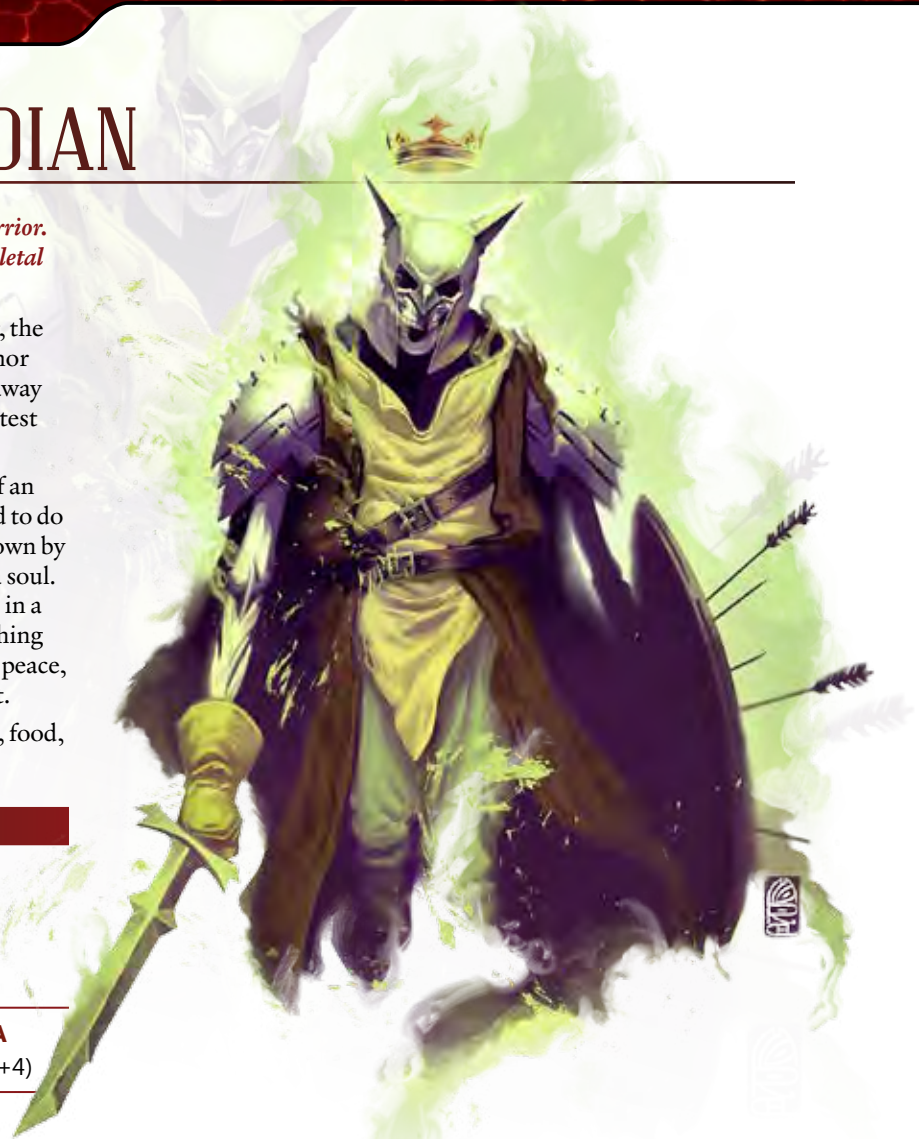 DIAN
rrior.
letal
, the
nor
way
test
f an
d to do
own by
soul.
in a
hing
peace,
t.
, food,
A
+4)